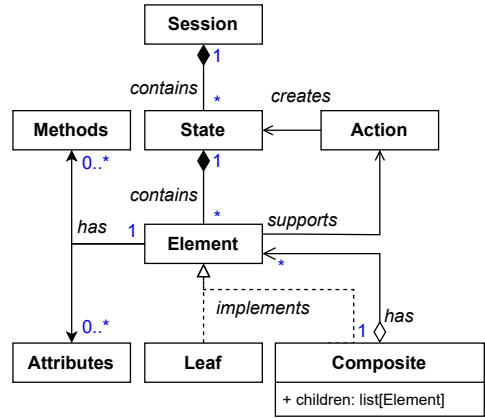 Session
1
contains
*
creates
Methods
State
Action
0..*
1
contains
*
supports
has
1
Element
*
implements
has
0..*
1
Attributes
Leaf
Composite
+ children: list[Element]